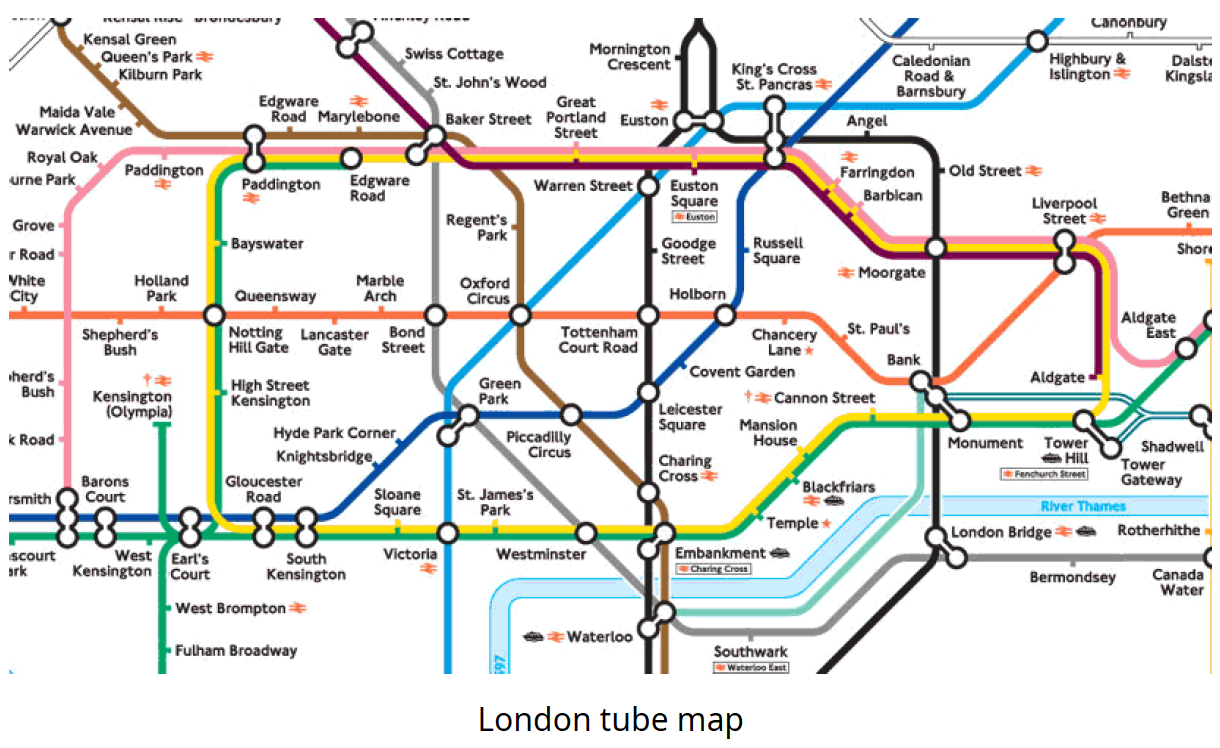 Kensal Green
Queen's Park
Kilburn Park
Maida Vale
Warwick Avenue
Royal Oak
Paddington
Edgware
Road
Marylebone
Swiss Cottage
St. John's Wood
Baker Street
Great
Portland
Street
Mornington
Crescent
Euston
King's Cross
St. Pancras
Angel
Caledonian
Road &
Barnsbury
Canonbury
Highbury &
Islington
Old Street
Farringdon
Barbican
Liverpool
Street
Moorgate
Paddington
Edgware
Road
Warren Street
Euston
Square
Euston
Regent's
Park
Goodge
Street
Russell
Square
Bayswater
Grove
Holland
Park
Queensway
Marble
Arch
Oxford
Circus
Holborn
City
Shepherd's
Bush
Notting
Hill Gate
Lancaster
Gate
Bond
Street
Tottenham
Court Road
Chancery
Lane
St. Paul's
Bank
Aldgate
East
Aldgate
Bush
Kensington
(Olympia)
High Street
Kensington
Green
Park
Covent Garden
Cannon Street
Mansion
House
Leicester
Square
Hyde Park Corner
Knightsbridge
Piccadilly
Circus
Monument
Tower
Hill
Fenchurch Street
Tower
Gateway
Shadwell
Barons
Court
Gloucester
Road
Sloane
Square
St. James's
Park
Charing
Cross
Blackfriars
Temple
River Thames
West
Kensington
Earl's
Court
South
Kensington
Victoria
Westminster
Embankment
Charing Cross
London Bridge
Rotherhithe
Bermondsey
Canada
Water
West Brompton
Fulham Broadway
Waterloo
Southwark
Waterloo East
London tube map